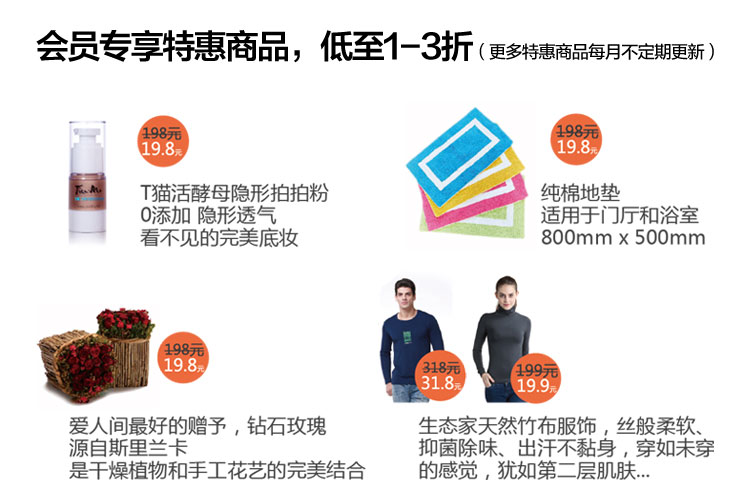 会员专享特惠商品，低至1-3折（更多特惠商品每月不定期更新）
198元
19.8元
T猫活酵母隐形拍拍粉
0添加 隐形透气
看不见的完美底妆
198元
19.8元
纯棉地垫
适用于门厅和浴室
800mm x 500mm
198元
19.8元
爱人间最好的赠予，钻石玫瑰
源自斯里兰卡
是干燥植物和手工花艺的完美结合
318元
31.8元
199元
19.9元
生态家天然竹布服饰，丝般柔软、
抑菌除味、出汗不黏身，穿如未穿
的感觉，犹如第二层肌肤...